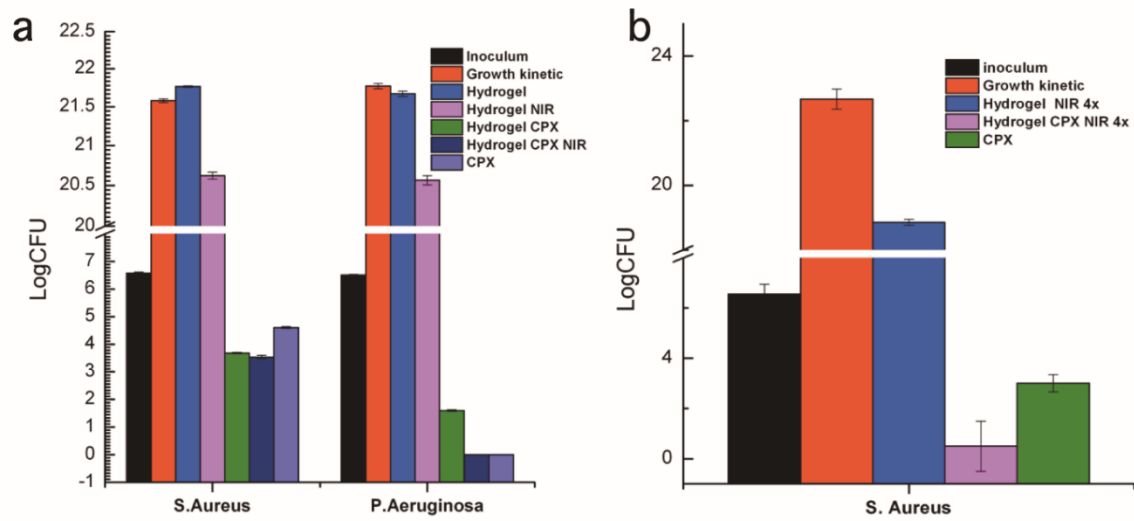 a
22.5
22
21.5
21
20.5
20
7
6
5
4
3
2
1
0
-1
LogCFU
Inoculum
Growth kinetic
Hydrogel
Hydrogel NIR
Hydrogel CPX
Hydrogel CPX NIR
CPX
S.Aureus P.Aeruginosa
b
24
20
4
0
LogCFU
inoculum
Growth kinetic
Hydrogel NIR 4x
Hydrogel CPX NIR 4x
CPX
S. Aureus